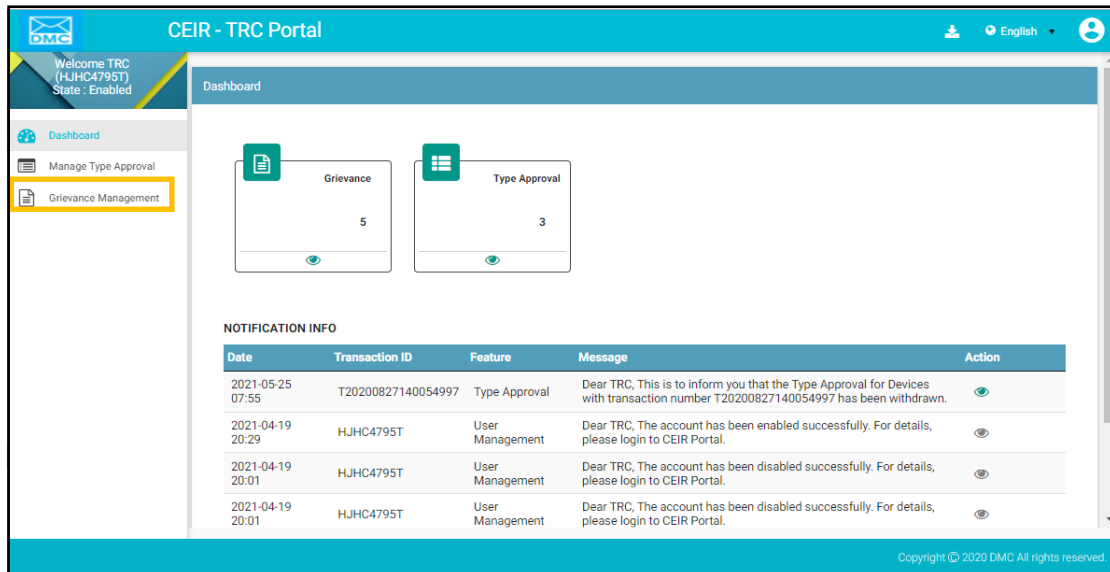 DMC
CEIR - TRC Portal
English
Welcome TRC
(HJHC4795T)
State : Enabled
Dashboard
Dashboard
Manage Type Approval
Grievance Management
Grievance
5
Type Approval
3
NOTIFICATION INFO
Date Transaction ID Feature Message Action
2021-05-25
07:55
T20200827140054997
Type Approval
Dear TRC, This is to inform you that the Type Approval for Devices
with transaction number T20200827140054997 has been withdrawn.
2021-04-19
20:29
HJHC4795T
User
Management
Dear TRC, The account has been enabled successfully. For details,
please login to CEIR Portal.
2021-04-19
20:01
HJHC4795T
User
Management
Dear TRC, The account has been disabled successfully. For details,
please login to CEIR Portal.
2021-04-19
20:01
HJHC4795T
User
Management
Dear TRC, The account has been disabled successfully. For details,
please login to CEIR Portal.
Copyright © 2020 DMC All rights reserved.